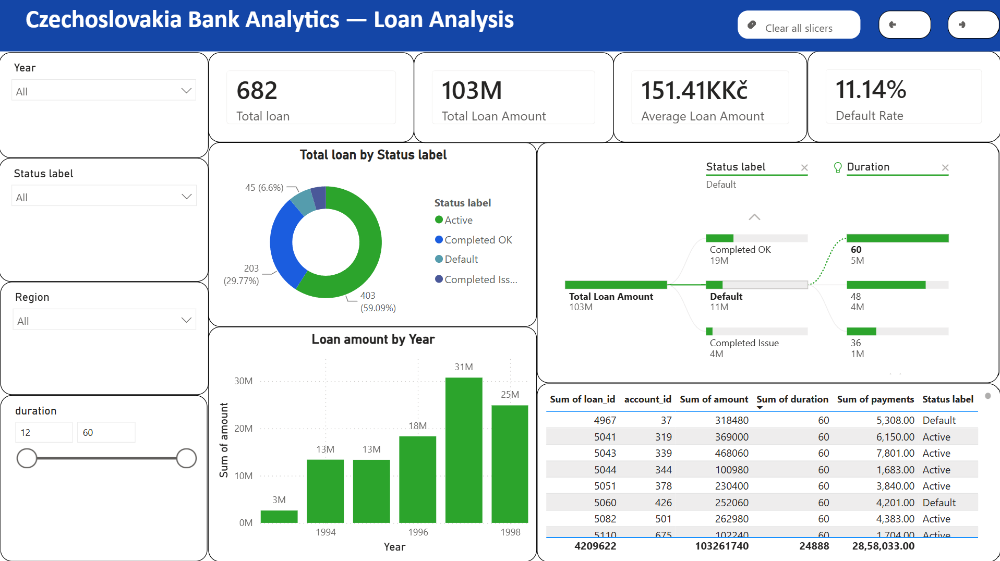 Czechoslovakia Bank Analytics — Loan Analysis
Clear all slicers
Year
All
Status label
All
Region
All
duration
12
60
682
Total loan
103M
Total Loan Amount
151.41KKč
Average Loan Amount
11.14%
Default Rate
Total loan by Status label
45 (6.6%)
203
(29.77%)
403
(59.09%)
Status label
Active
Completed OK
Default
Completed Iss...
Loan amount by Year
Sum of amount
30M
20M
10M
0M
3M
13M
13M
18M
31M
25M
1994
1996
1998
Year
Status label
Default
Duration
Total Loan Amount
103M
Completed OK
19M
Default
11M
Completed Issue
4M
60
5M
48
4M
36
1M
Sum of loan_id account_id Sum of amount Sum of duration Sum of payments Status label
4967 37 318480 60 5,308.00 Default
5041 319 369000 60 6,150.00 Active
5043 339 468060 60 7,801.00 Active
5044 344 100980 60 1,683.00 Active
5051 378 230400 60 3,840.00 Active
5060 426 252060 60 4,201.00 Default
5082 501 262980 60 4,383.00 Active
5110 675 102240 60 1,704.00 Active
4209622 103261740 24888 28,58,033.00